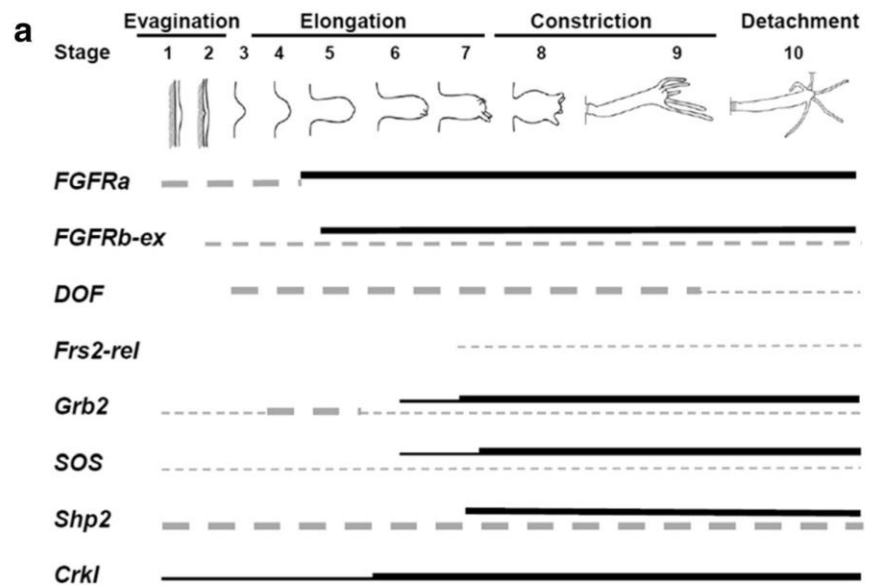 a
Evagination Elongation Constriction Detachment
Stage 1 2 3 4 5 6 7 8 9 10
FGFRa
FGFRb-ex
DOF
Frs2-rel
Grb2
SOS
Shp2
Crkl